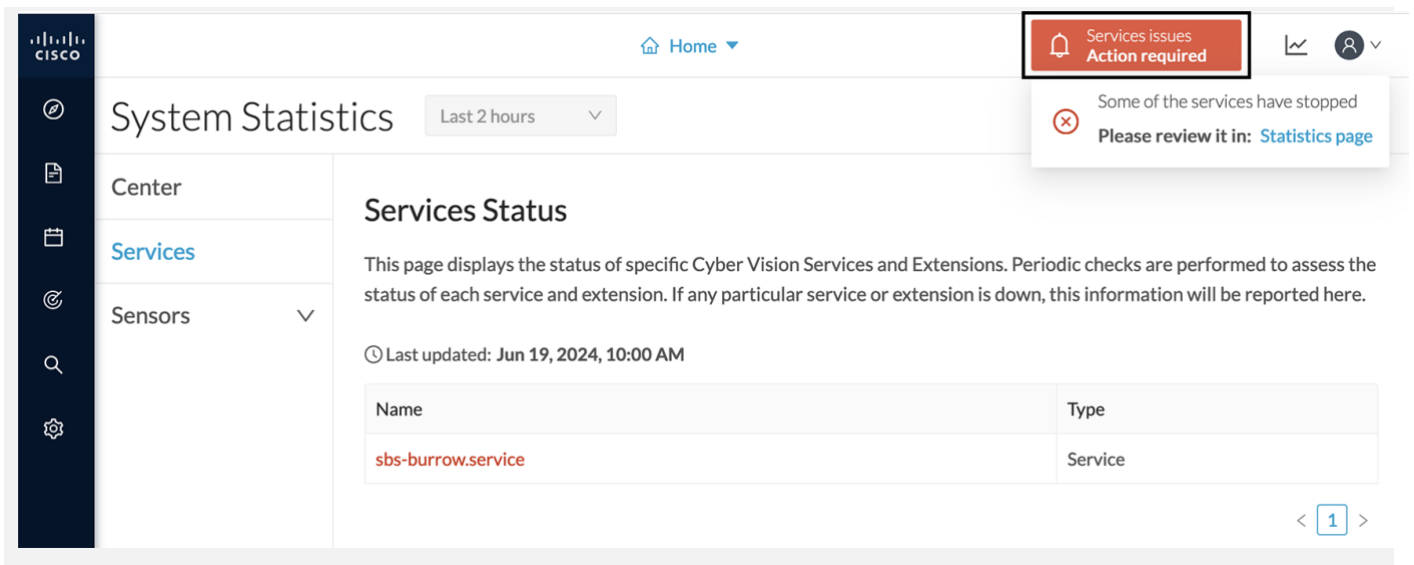 CISCO
Home
Services issues
Action required
System Statistics
Last 2 hours
Some of the services have stopped
Please review it in: Statistics page
Center
Services
Sensors
Services Status
This page displays the status of specific Cyber Vision Services and Extensions. Periodic checks are performed to assess the
status of each service and extension. If any particular service or extension is down, this information will be reported here.
Last updated: Jun 19, 2024, 10:00 AM
Name Type
sbs-burrow.service Service
< 1 >